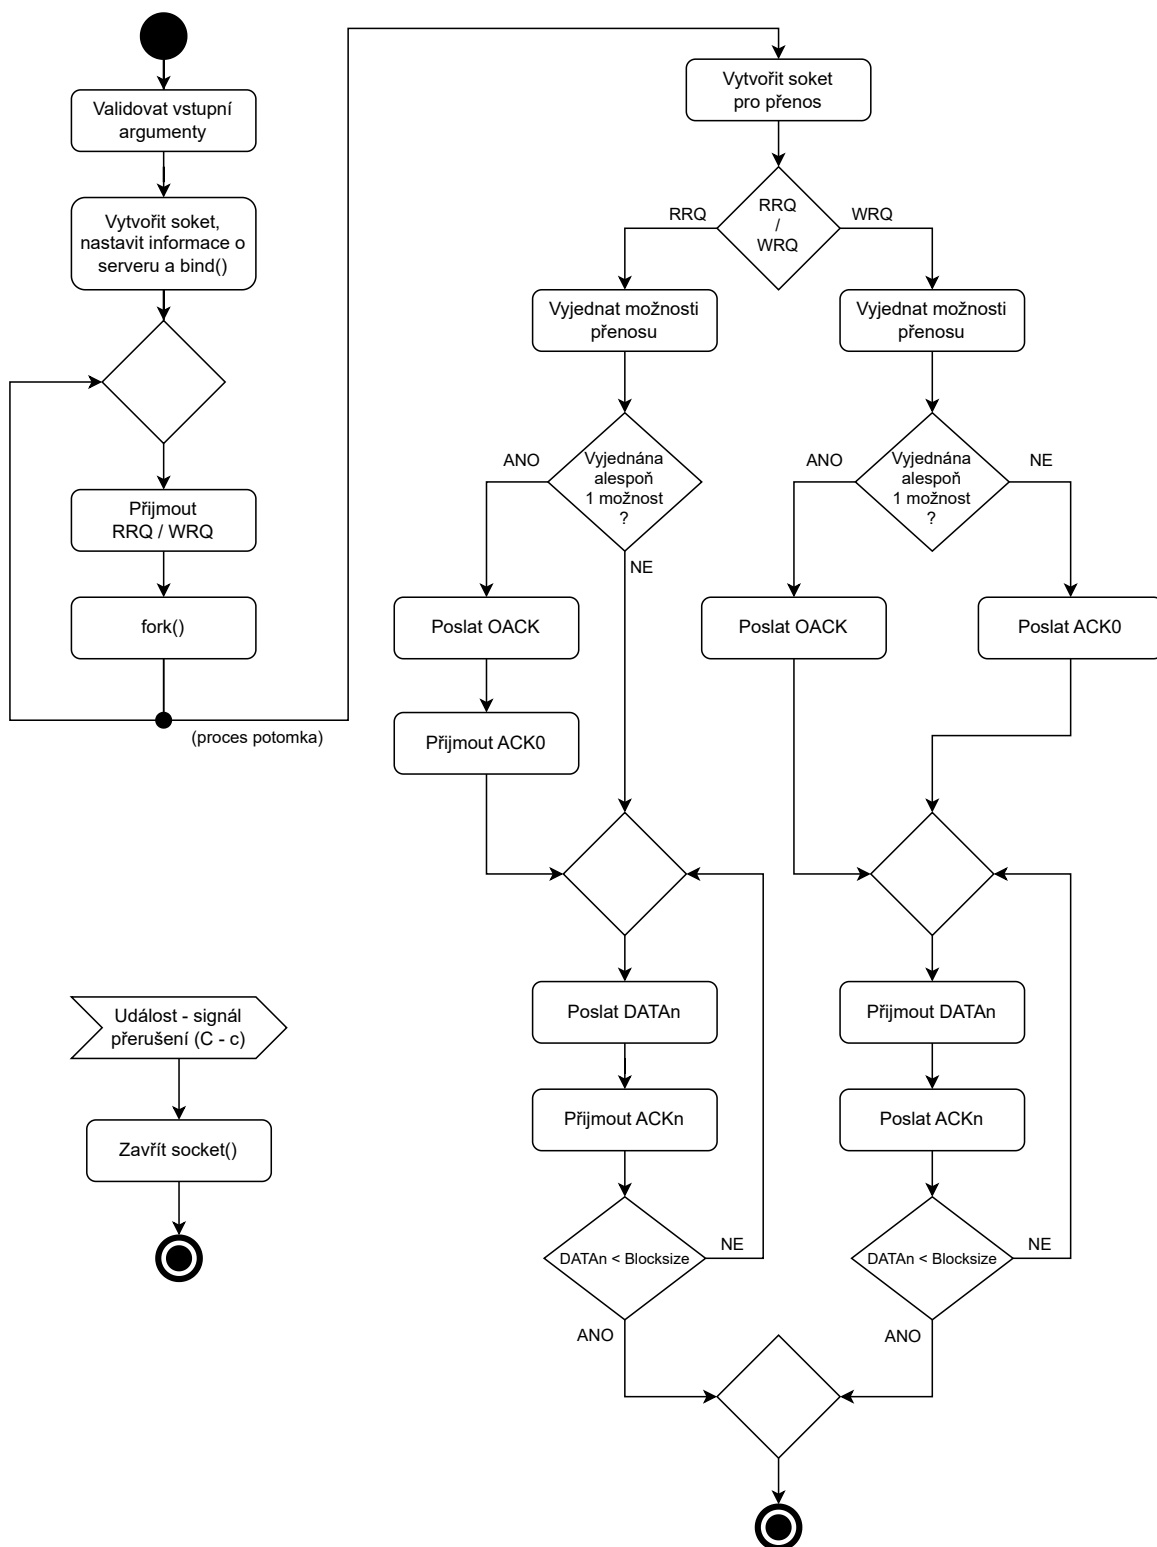 Validovat vstupní
argumenty
Vytvořit soket,
nastavit informace o
serveru a bind()
Přijmout
RRQ / WRQ
fork()
(proces potomka)
Vytvořit soket
pro přenos
RRQ
RRQ
/
WRQ
WRQ
Vyjednat možnosti
přenosu
Vyjednat možnosti
přenosu
ANO
Vyjednána
alespoň
1 možnost
?
NE
ANO
Vyjednána
alespoň
1 možnost
?
NE
Poslat OACK
Přijmout ACK0
Poslat OACK
Poslat ACK0
Poslat DATAn
Přijmout ACKn
DATAn < Blocksize
NE
ANO
Přijmout DATAn
Poslat ACKn
DATAn < Blocksize
NE
ANO
Událost - signál
přerušení (C - c)
Zavřít socket()